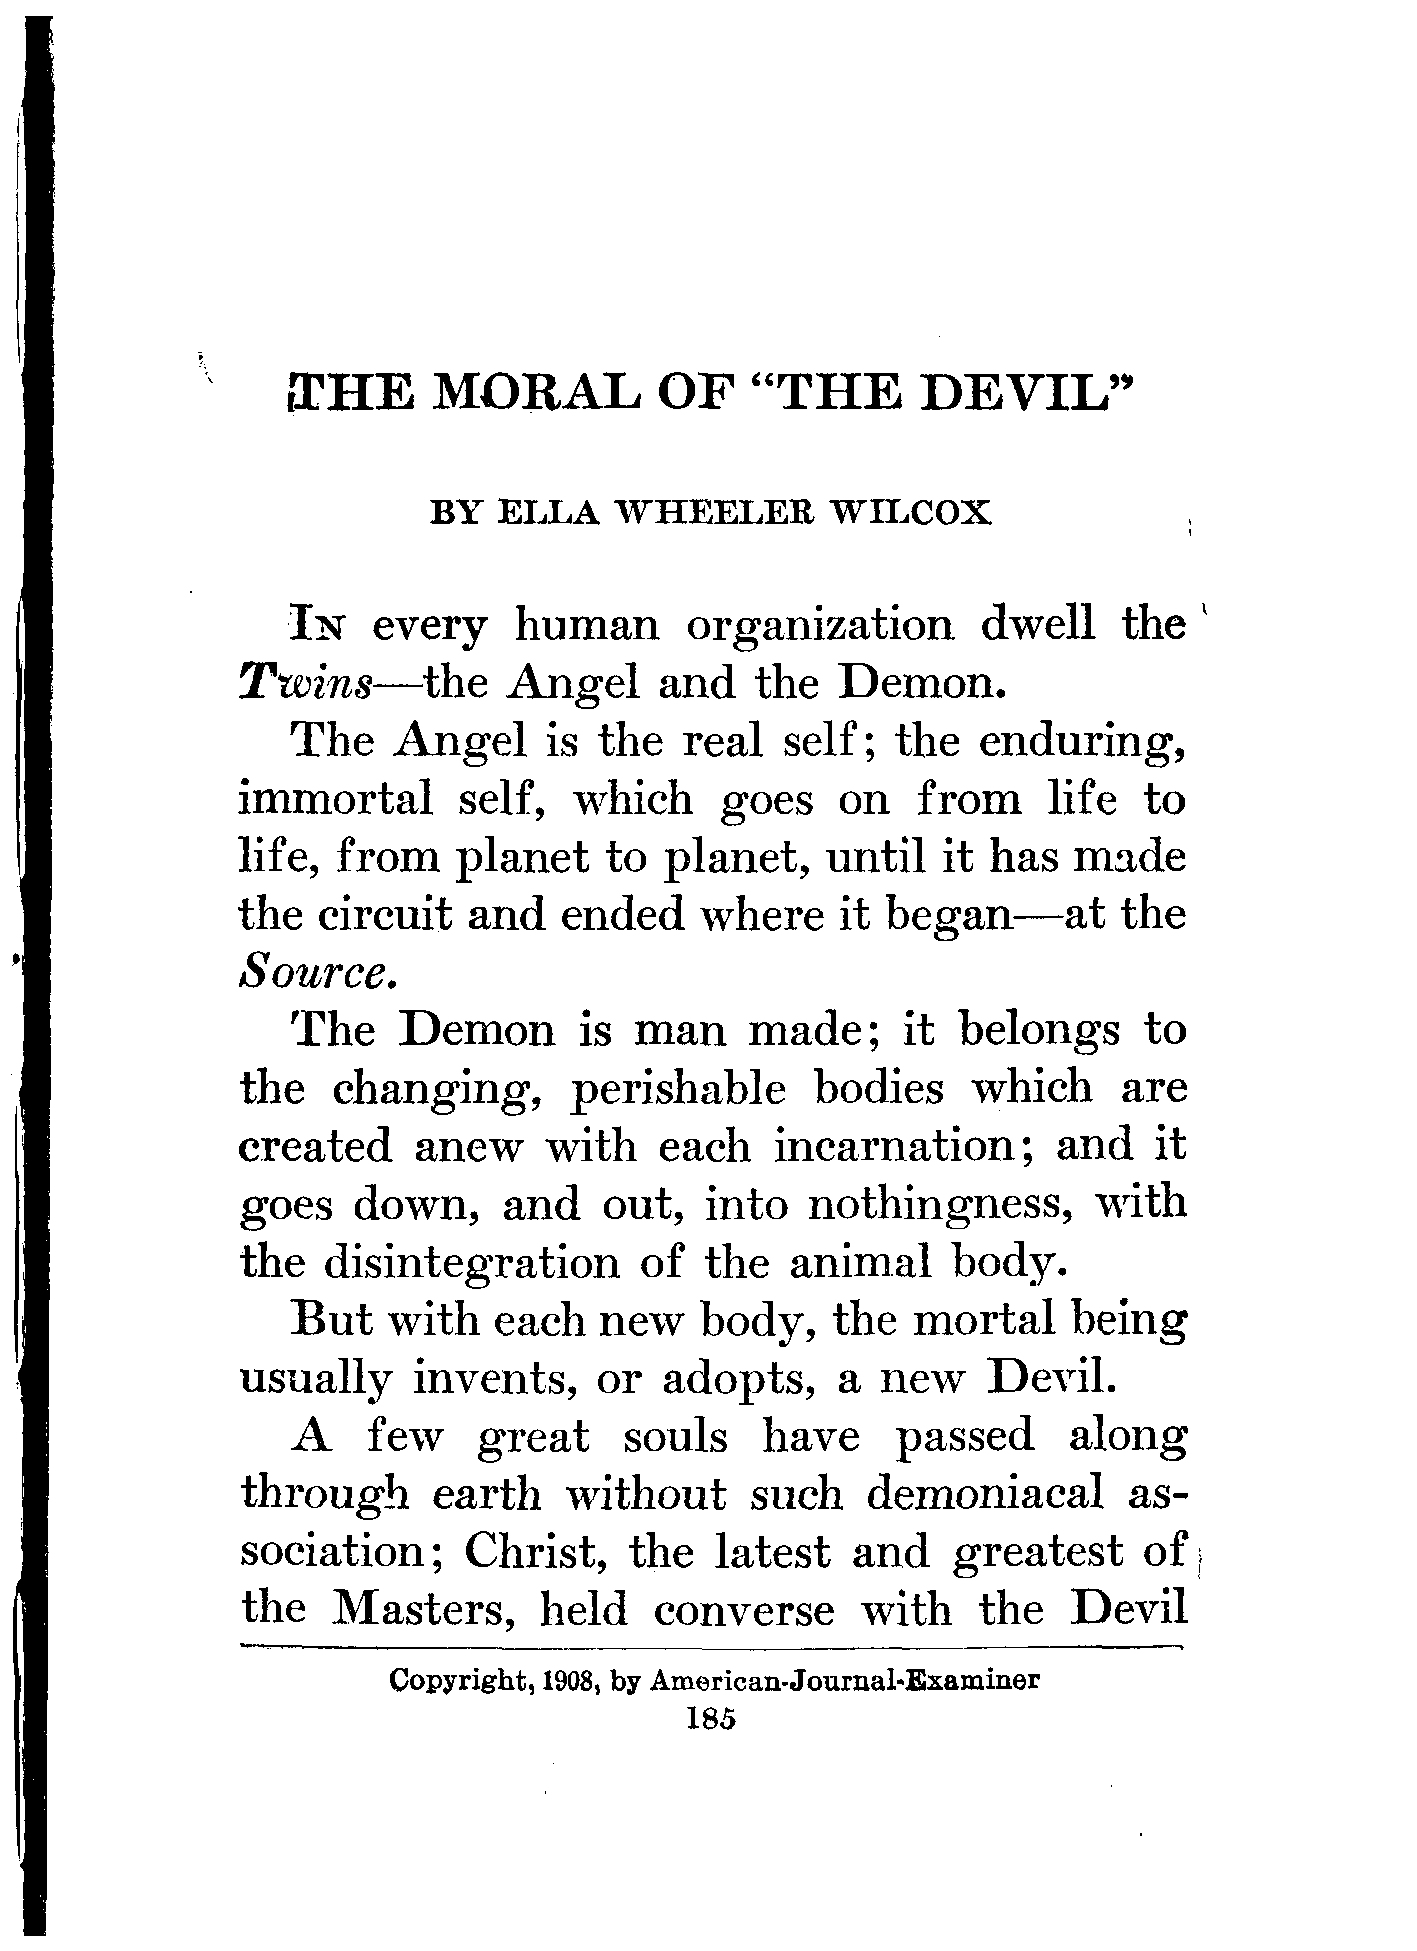 THE MORAL OF "THE DEVIL"
BY ELLA WHEELER WILCOX
IN every human organization dwell the
Twins—the Angel and the Demon.
The Angel is the real self; the enduring,
immortal self, which goes on from life to
life, from planet to planet, until it has made
the circuit and ended where it began—at the
Source.
The Demon is man made; it belongs to
the changing, perishable bodies which are
created anew with each incarnation; and it
goes down, and out, into nothingness, with
the disintegration of the animal body.
But with each new body, the mortal being
usually invents, or adopts, a new Devil.
A few great souls have passed along
through earth without such demoniacal as-
sociation; Christ, the latest and greatest of
the Masters, held converse with the Devil
Copyright, 1908, by American-Journal-Examiner
185